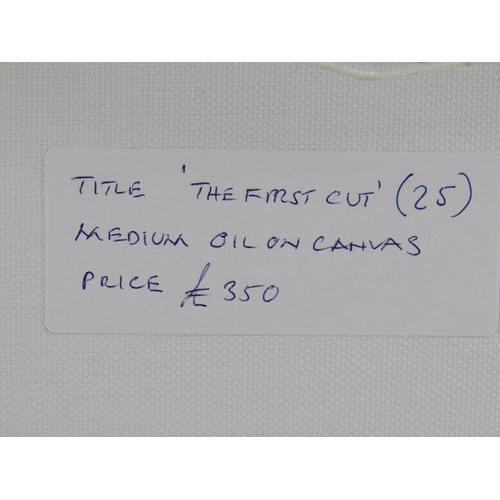 TITLE 'THE FIRST CUT' (25)
MEDIUM OIL ON CANVAS
PRICE £350